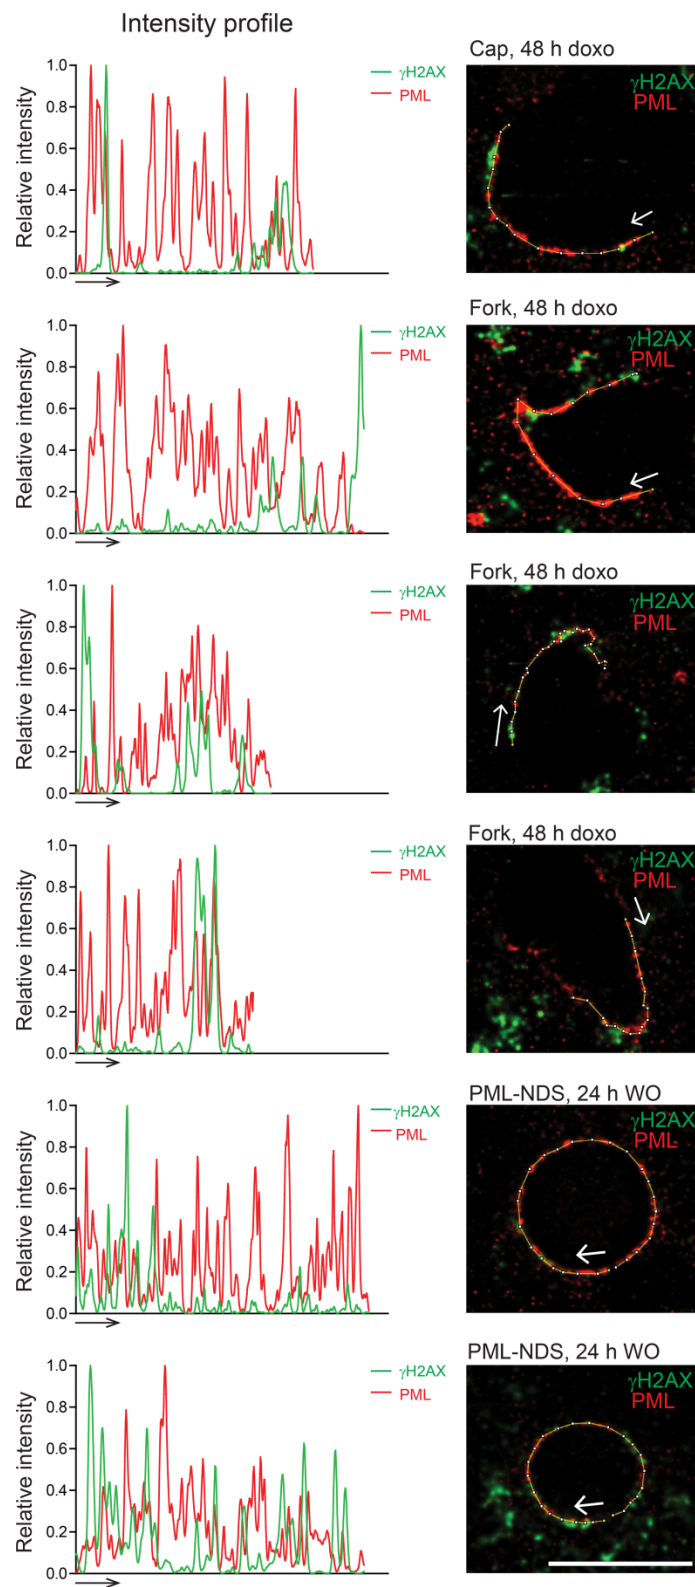 Intensity profile
Cap, 48 h doxo
Relative intensity
1.0
0.8
0.6
0.4
0.2
0.0
γH2AX
PML
γH2AX
PML
Fork, 48 h doxo
Relative intensity
1.0
0.8
0.6
0.4
0.2
0.0
γH2AX
PML
γH2AX
PML
Fork, 48 h doxo
Relative intensity
1.0
0.8
0.6
0.4
0.2
0.0
γH2AX
PML
γH2AX
PML
Fork, 48 h doxo
Relative intensity
1.0
0.8
0.6
0.4
0.2
0.0
γH2AX
PML
γH2AX
PML
PML-NDS, 24 h WO
Relative intensity
1.0
0.8
0.6
0.4
0.2
0.0
γH2AX
PML
γH2AX
PML
PML-NDS, 24 h WO
Relative intensity
1.0
0.8
0.6
0.4
0.2
0.0
γH2AX
PML
γH2AX
PML